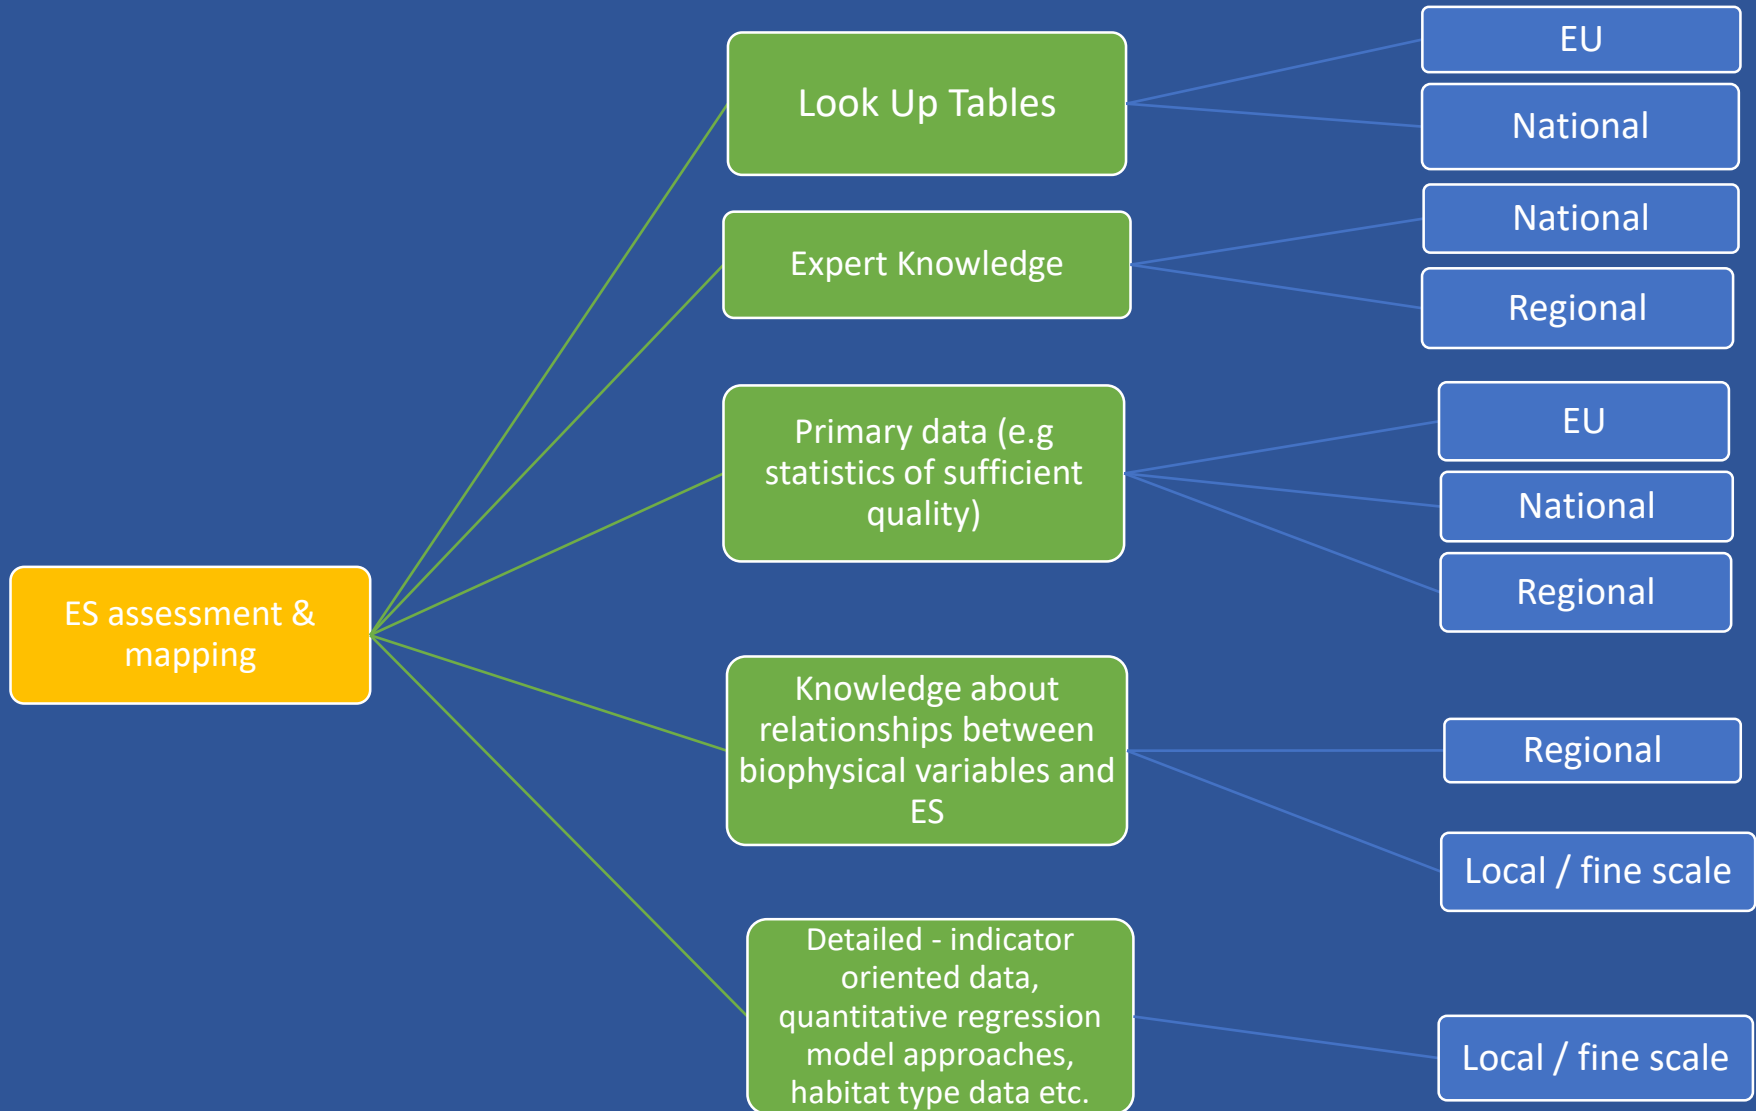 ES assessment &
mapping
Look Up Tables
EU
National
Expert Knowledge
National
Regional
Primary data (e.g
statistics of sufficient
quality)
EU
National
Regional
Knowledge about
relationships between
biophysical variables and
ES
Regional
Local / fine scale
Detailed - indicator
oriented data,
quantitative regression
model approaches,
habitat type data etc.
Local / fine scale